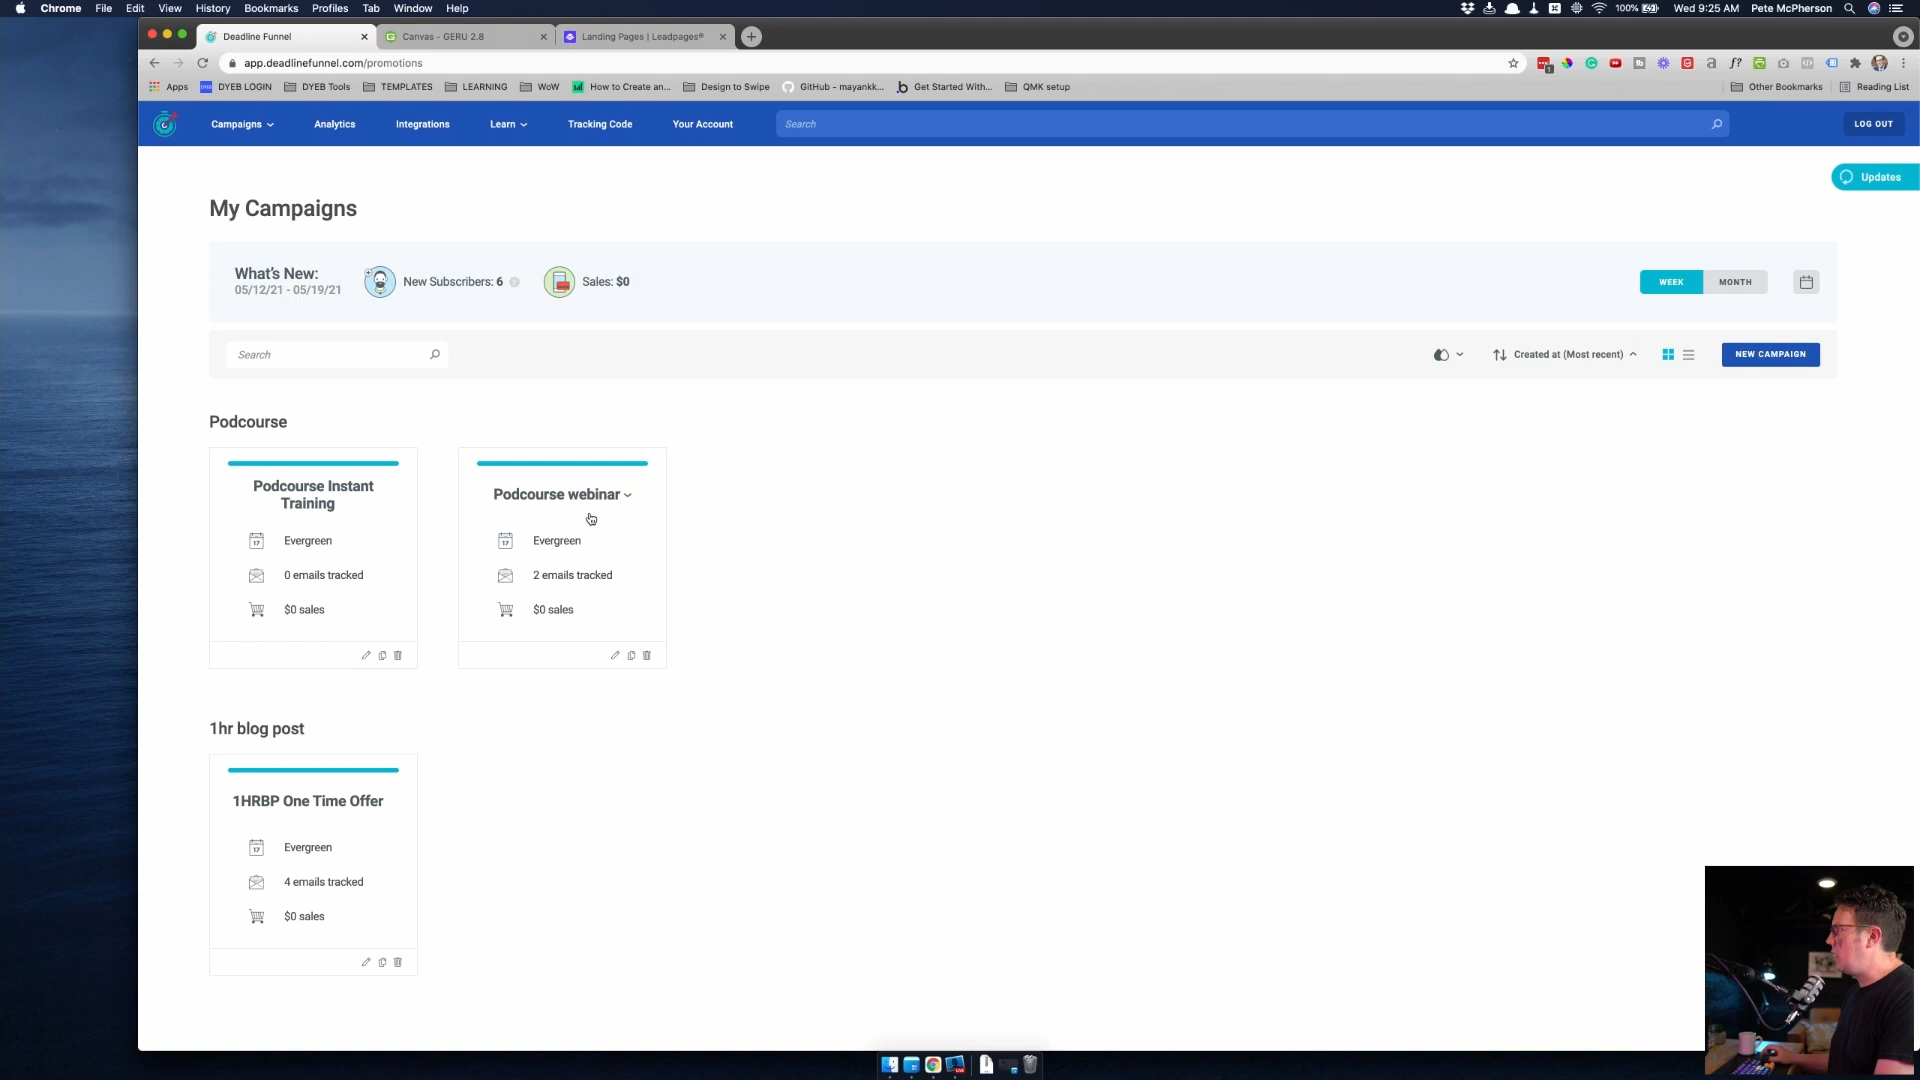 Chrome File Edit View History Bookmarks Profiles Tab Window Help
100% Wed 9:25 AM Pete McPherson
Deadline Funnel
Canvas - GERU 2.8
Landing Pages | Leadpages®
app.deadlinefunnel.com/promotions
Apps DYEB LOGIN DYEB Tools TEMPLATES LEARNING WoW How to Create an... Design to Swipe GitHub - mayankk... Get Started With... QMK setup Other Bookmarks Reading List
Campaigns Analytics Integrations Learn Tracking Code Your Account Search LOG OUT
Updates
My Campaigns
What's New:
05/12/21 - 05/19/21
New Subscribers: 6
Sales: $0
WEEK MONTH
Search
Created at (Most recent)
NEW CAMPAIGN
Podcourse
Podcourse Instant
Training
17 Evergreen
0 emails tracked
$0 sales
Podcourse webinar
17 Evergreen
2 emails tracked
$0 sales
1hr blog post
1HRBP One Time Offer
17 Evergreen
4 emails tracked
$0 sales